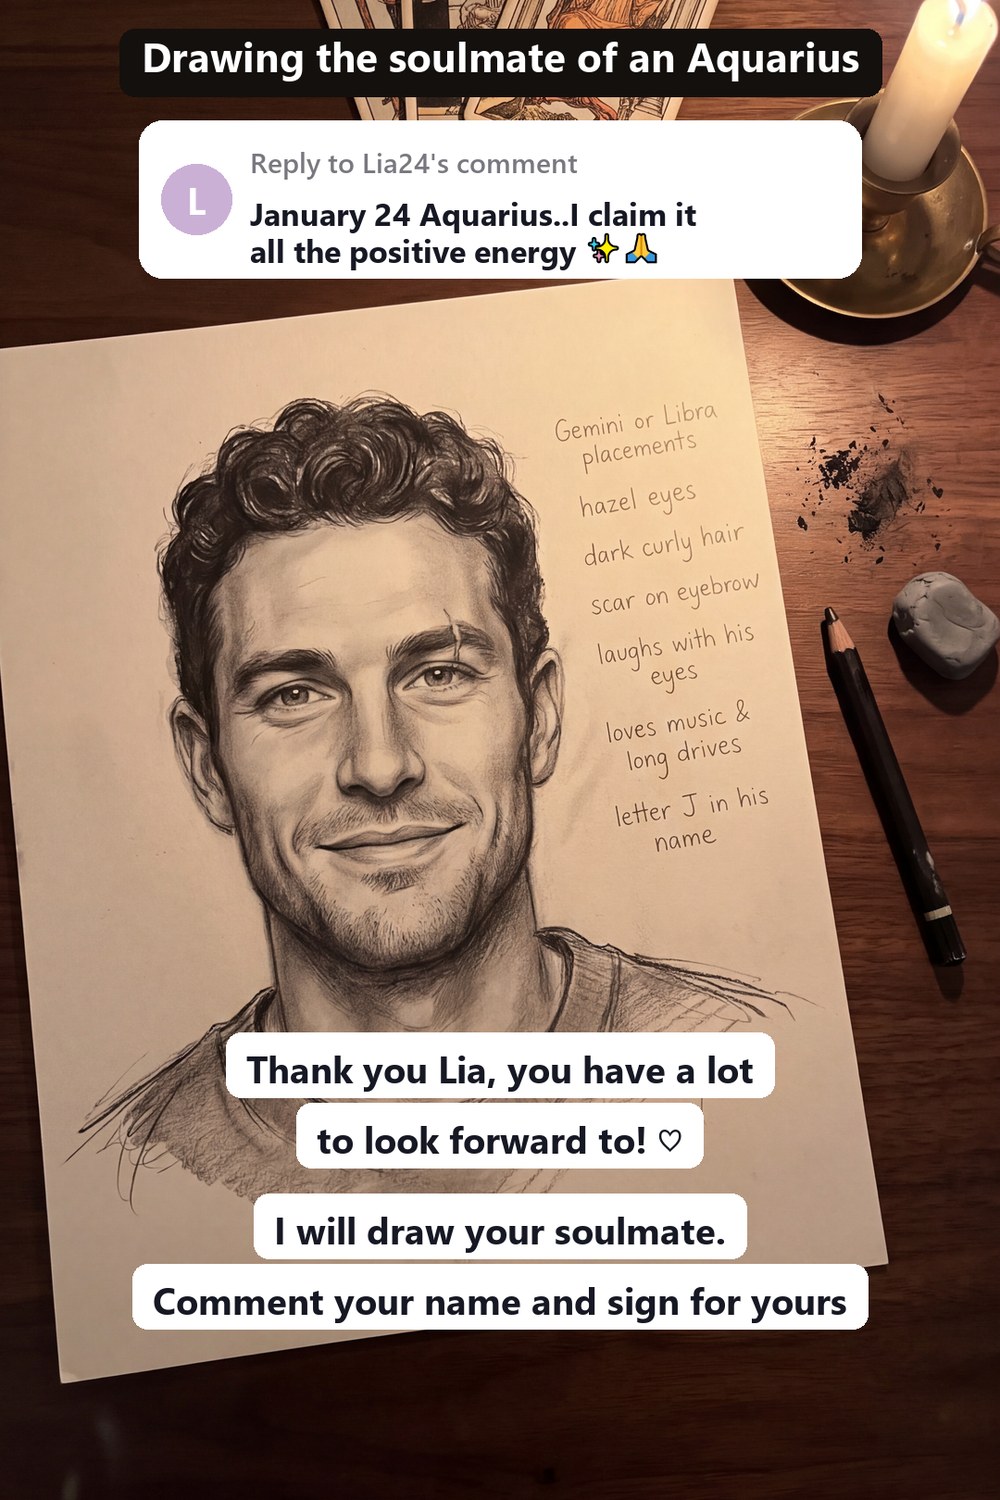 Drawing the soulmate of an Aquarius
Reply to Lia24's comment
L
January 24 Aquarius..I claim it
all the positive energy ✨🙏
Gemini or Libra
placements
hazel eyes
dark curly hair
scar on eyebrow
laughs with his
eyes
loves music &
long drives
letter J in his
name
Thank you Lia, you have a lot
to look forward to! ♡
I will draw your soulmate.
Comment your name and sign for yours